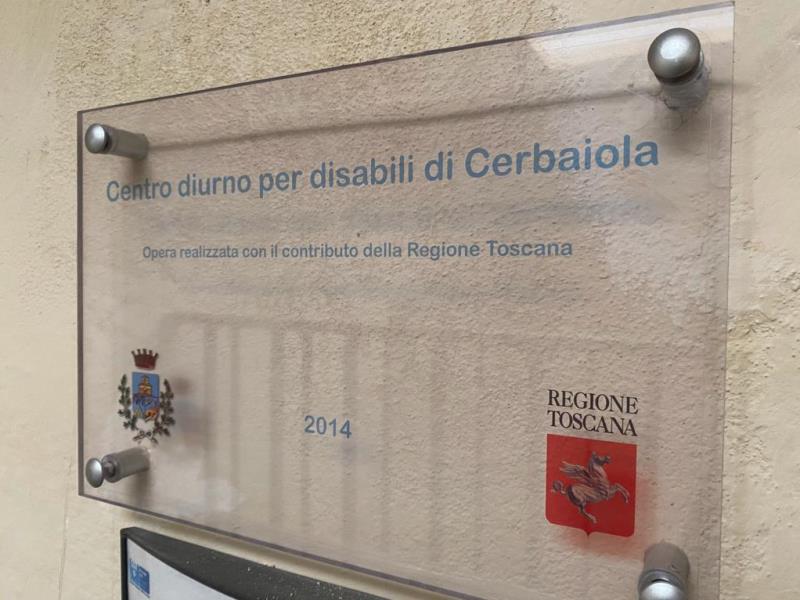 Centro diurno per disabili di Cerbaiola
Opera realizzata con il contributo della Regione Toscana
2014
REGIONE
TOSCANA